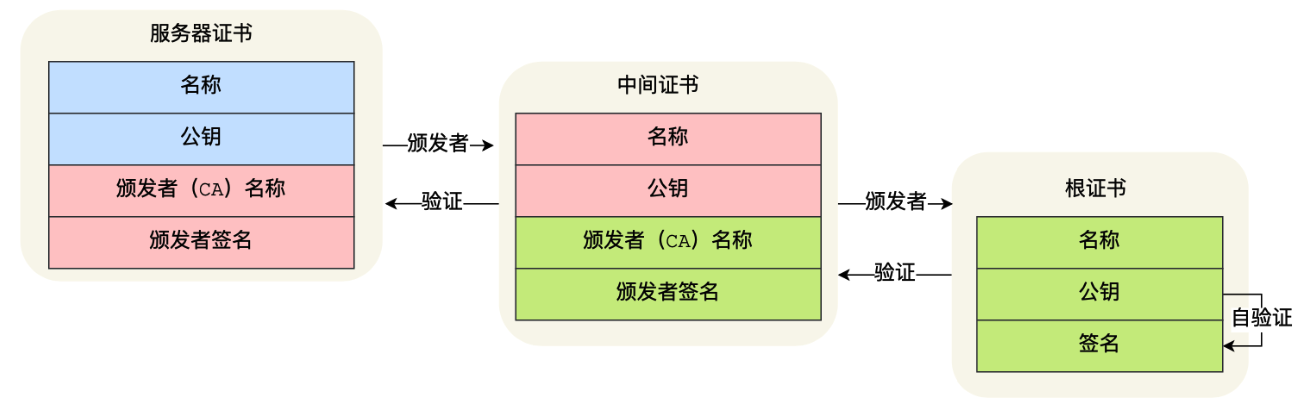 服务器证书
名称
公钥
颁发者（CA）名称
颁发者签名
颁发者
验证
中间证书
名称
公钥
颁发者（CA）名称
颁发者签名
颁发者
验证
根证书
名称
公钥
签名
自验证